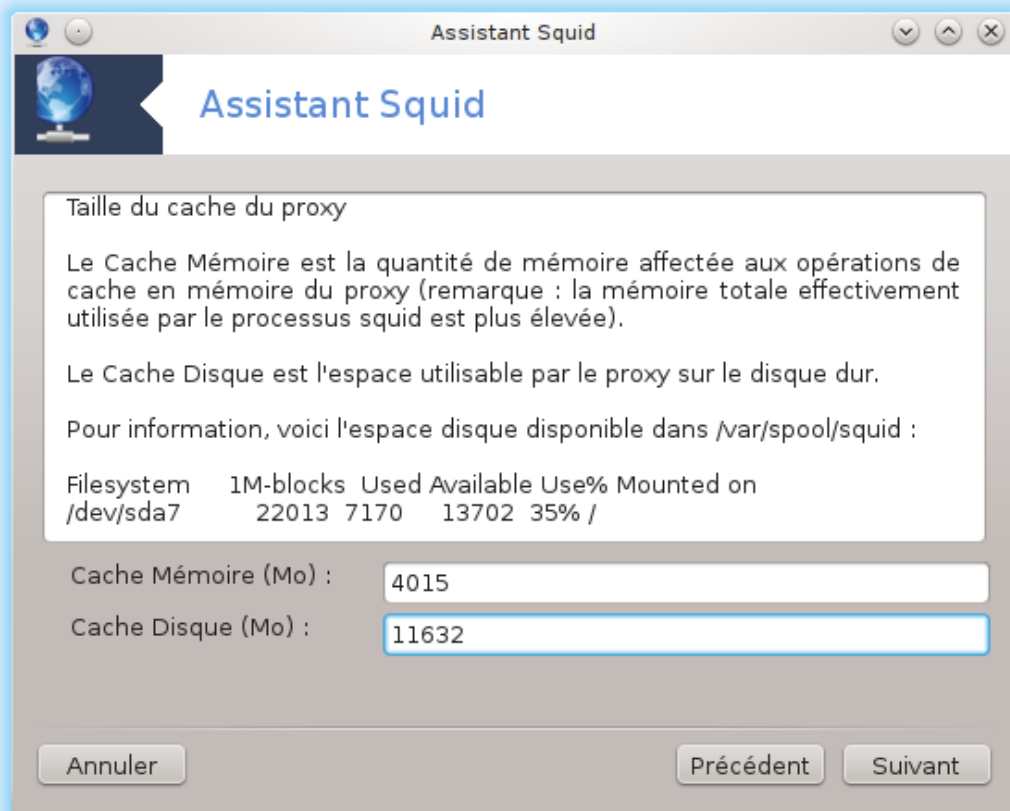 Assistant Squid
Assistant Squid
Taille du cache du proxy
Le Cache Mémoire est la quantité de mémoire affectée aux opérations de
cache en mémoire du proxy (remarque : la mémoire totale effectivement
utilisée par le processus squid est plus élevée).
Le Cache Disque est l'espace utilisable par le proxy sur le disque dur.
Pour information, voici l'espace disque disponible dans /var/spool/squid :
Filesystem 1M-blocks Used Available Use% Mounted on
/dev/sda7 22013 7170 13702 35% /
Cache Mémoire (Mo) : 4015
Cache Disque (Mo) : 11632
Annuler Précédent Suivant